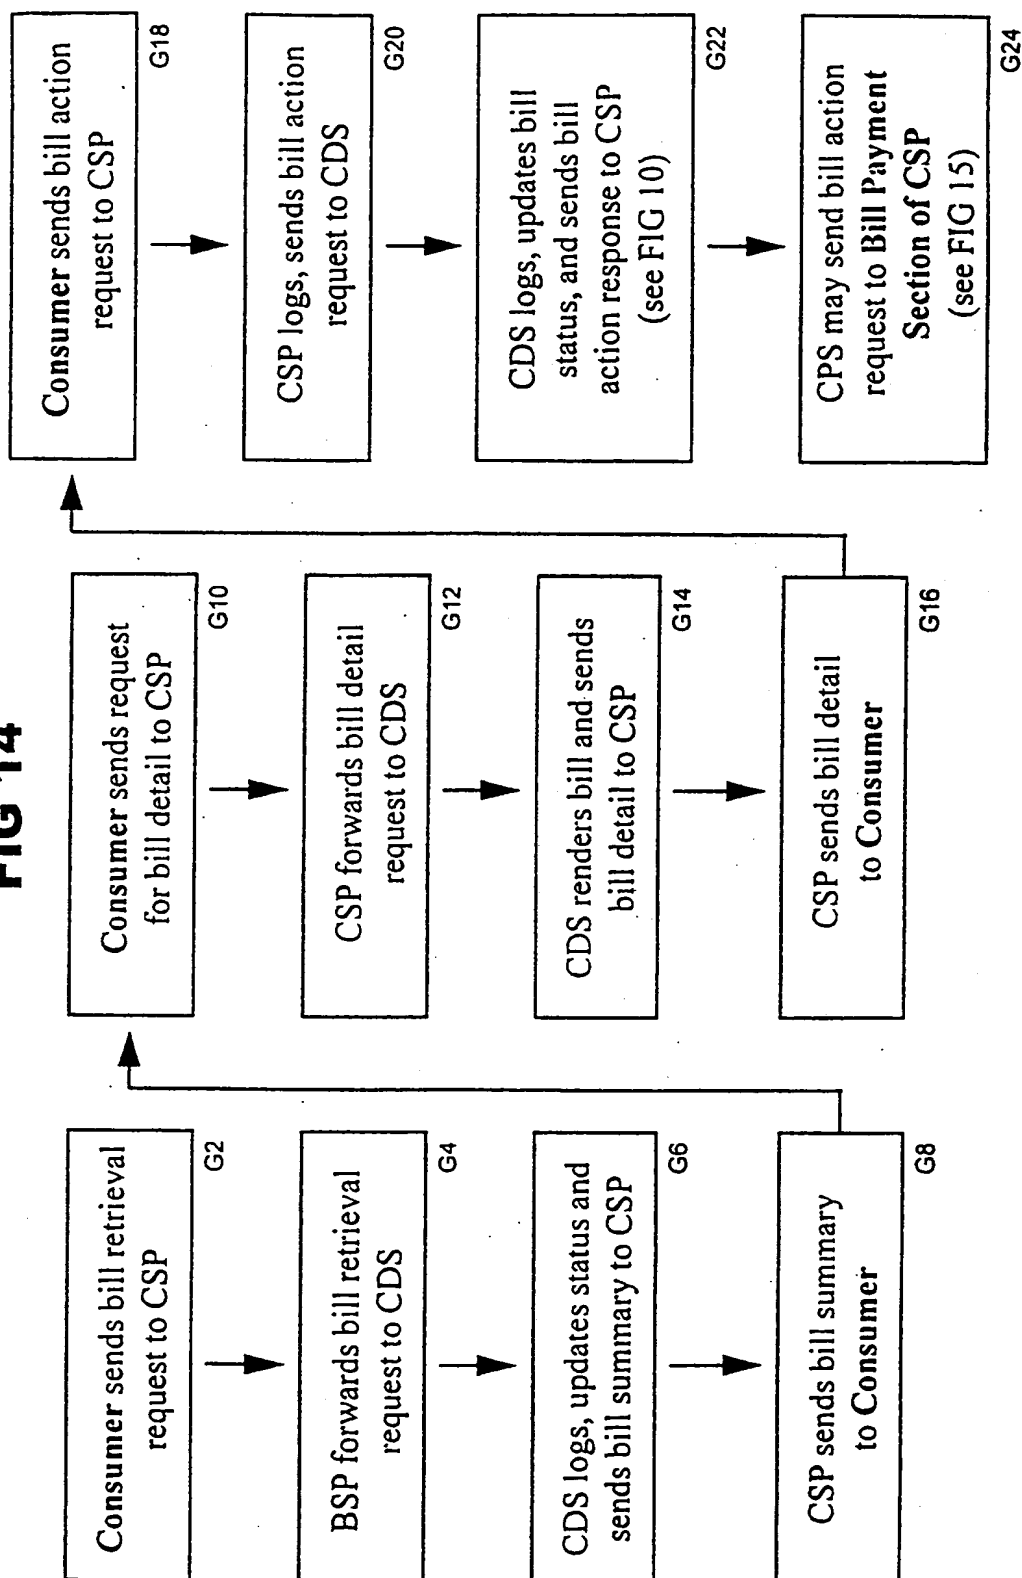 FIG 14
Consumer sends bill retrieval
request to CSP
G2
BSP forwards bill retrieval
request to CDS
G4
CDS logs, updates status and
sends bill summary to CSP
G6
CSP sends bill summary
to Consumer
G8
Consumer sends request
for bill detail to CSP
G10
CSP forwards bill detail
request to CDS
G12
CDS renders bill and sends
bill detail to CSP
G14
CSP sends bill detail
to Consumer
G16
Consumer sends bill action
request to CSP
G18
CSP logs, sends bill action
request to CDS
G20
CDS logs, updates bill
status, and sends bill
action response to CSP
(see FIG 10)
G22
CPS may send bill action
request to Bill Payment
Section of CSP
(see FIG 15)
G24